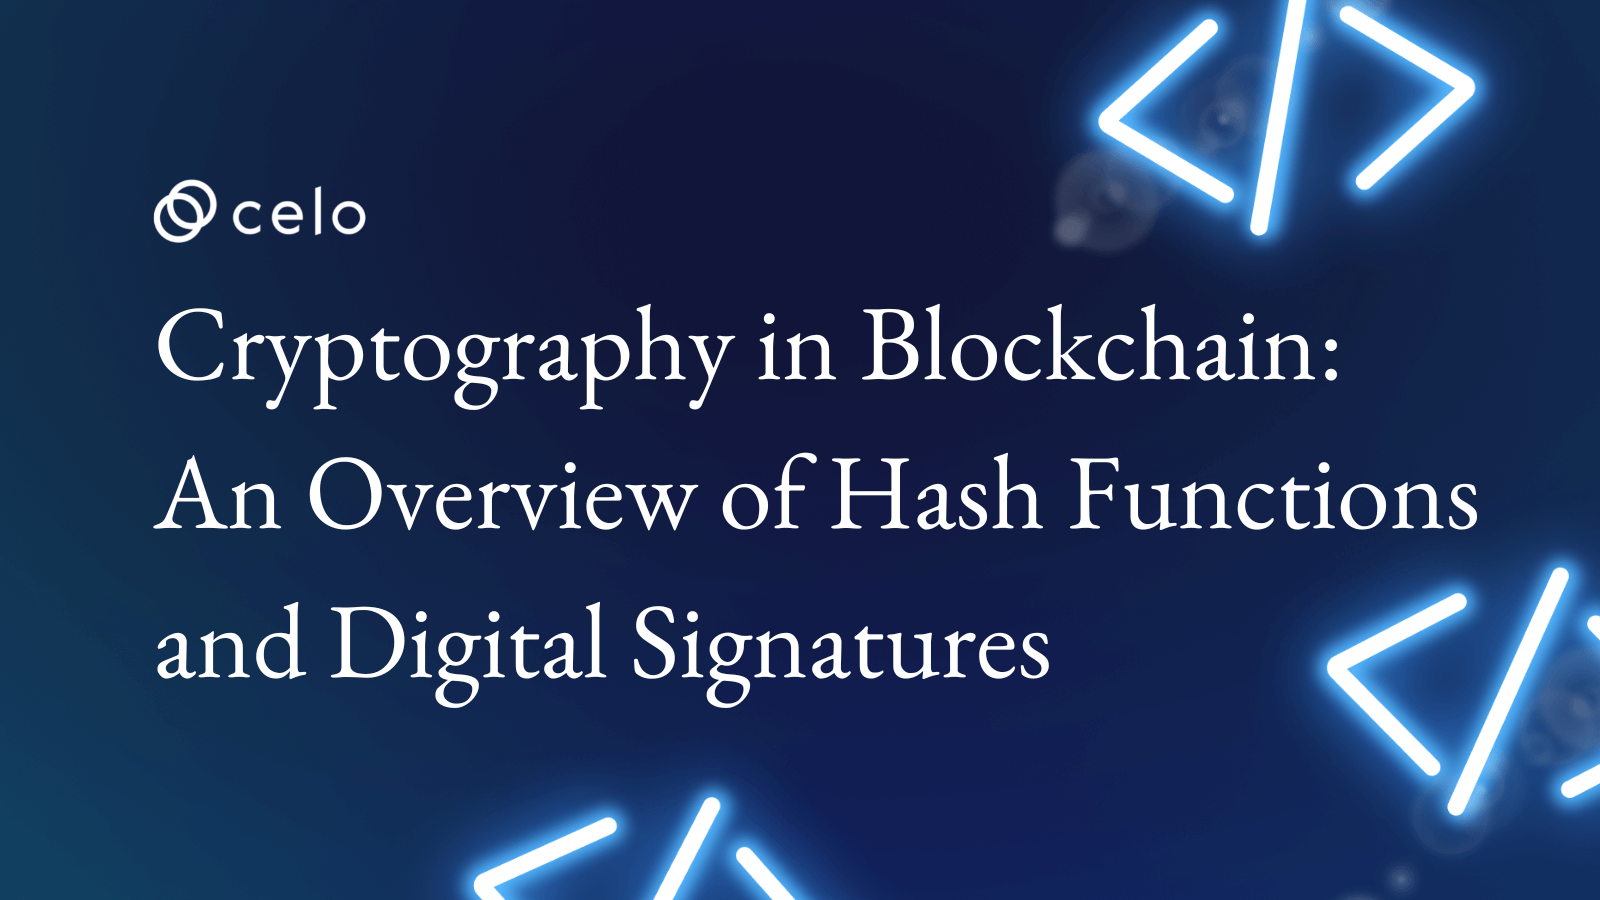 celo
Cryptography in Blockchain:
An Overview of Hash Functions
and Digital Signatures